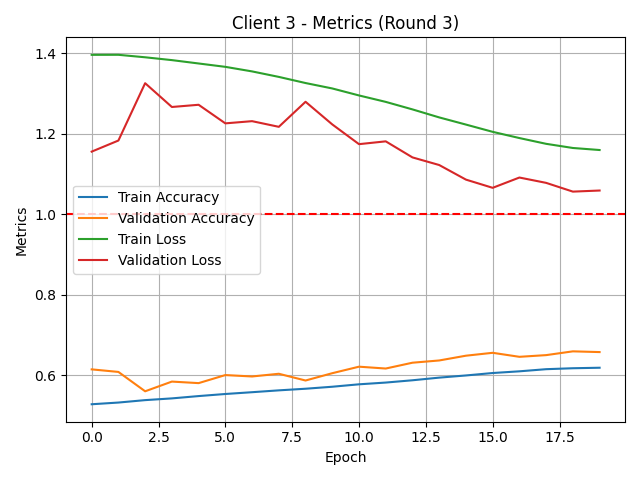 Client 3 - Metrics (Round 3)
1.4
1.2
1.0
0.8
0.6
Metrics
Train Accuracy
Validation Accuracy
Train Loss
Validation Loss
0.0 2.5 5.0 7.5 10.0 12.5 15.0 17.5
Epoch